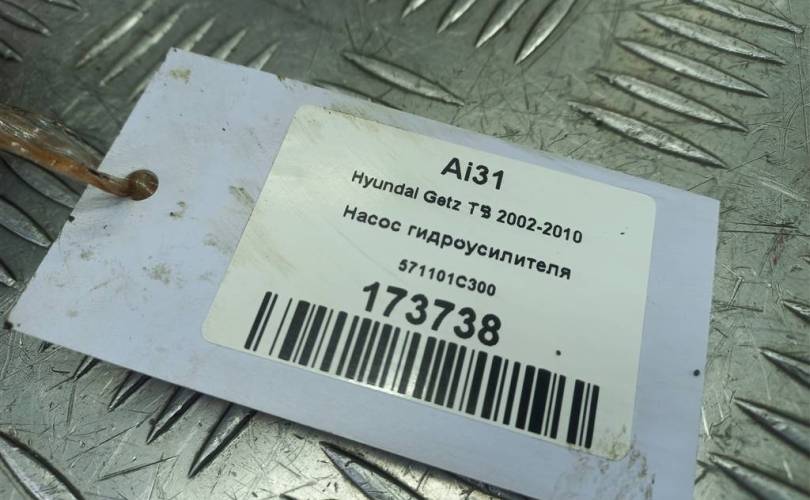 Ai31
Hyundai Getz TB 2002-2010
Насос гидроусилителя
571101C300
173738